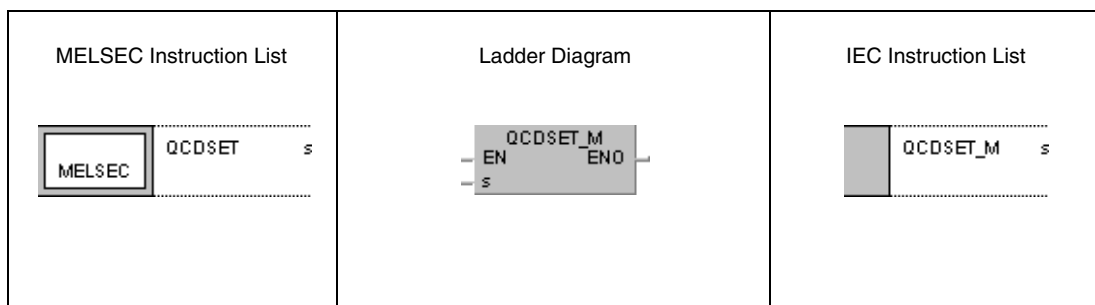 MELSEC Instruction List
MELSEC
QCDSET s
Ladder Diagram
QCDSET_M
EN ENO
s
IEC Instruction List
QCDSET_M s